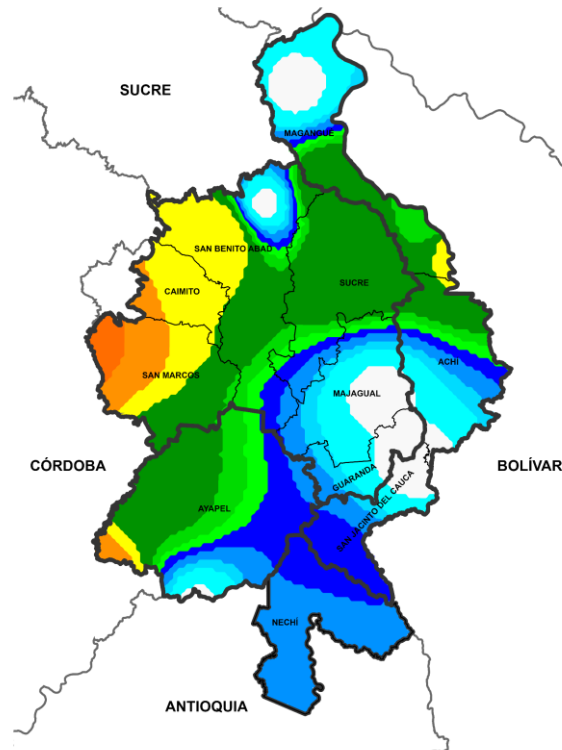 SUCRE
MAGANGUÉ
SAN BENITO ABAD
SUCRE
CAIMITO
ACHÍ
SAN MARCOS
MAJAGUAL
CÓRDOBA
BOLÍVAR
GUARANDA
SAN JACINTO DEL CAUCA
AYAPEL
NECHÍ
ANTIOQUIA